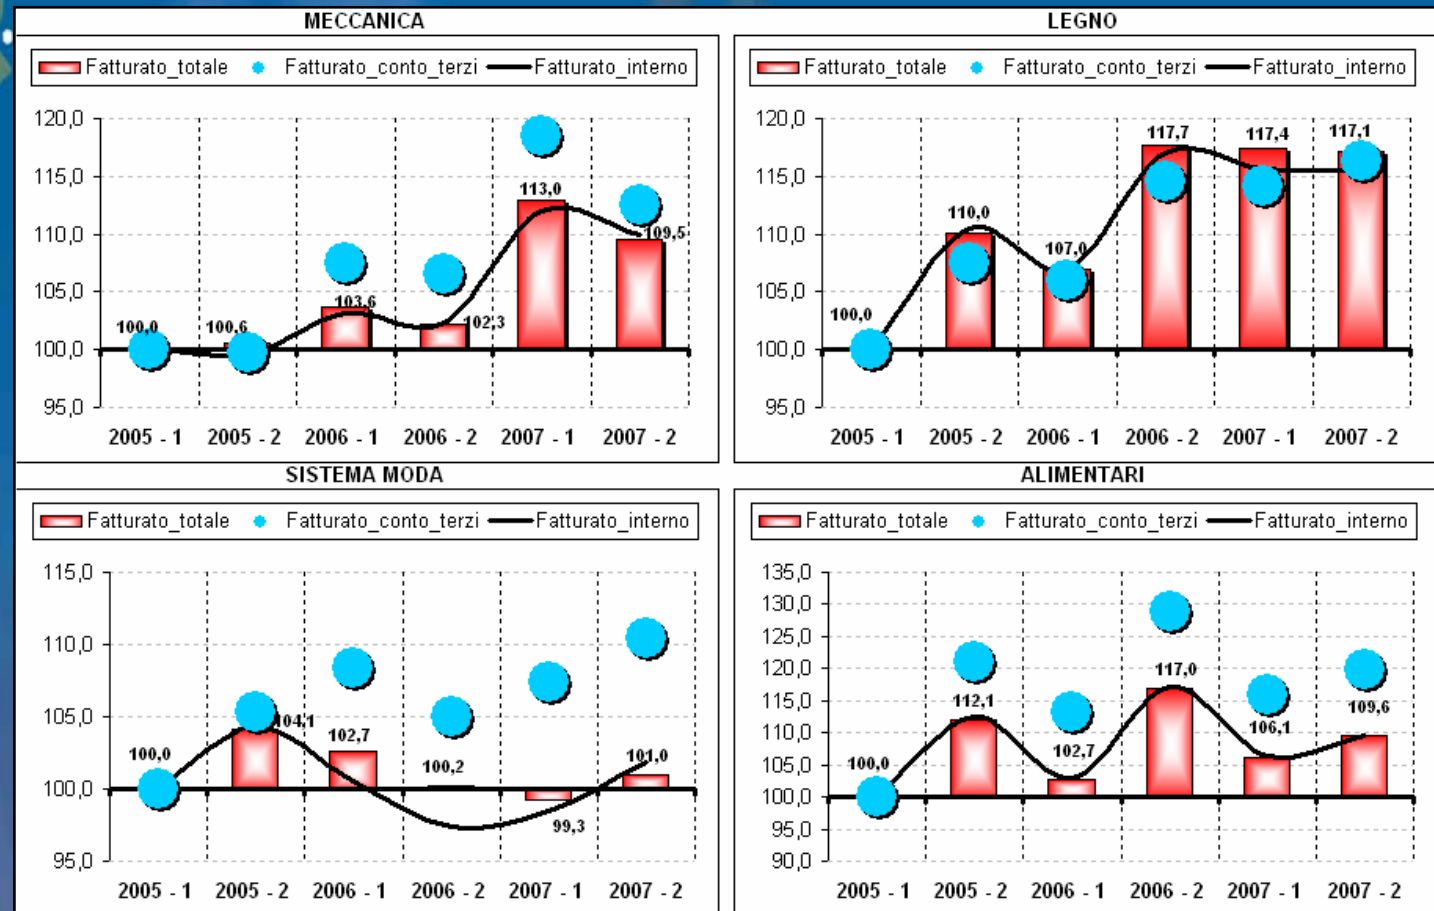 MECCANICA
Fatturato_totale Fatturato_conto_terzi Fatturato_interno
120,0
115,0
110,0
105,0
100,0
95,0
100,0 100,6 103,6 102,3 113,0 109,5
2005 - 1 2005 - 2 2006 - 1 2006 - 2 2007 - 1 2007 - 2
LEGNO
Fatturato_totale Fatturato_conto_terzi Fatturato_interno
120,0
115,0
110,0
105,0
100,0
95,0
100,0 110,0 107,0 117,7 117,4 117,1
2005 - 1 2005 - 2 2006 - 1 2006 - 2 2007 - 1 2007 - 2
SISTEMA MODA
Fatturato_totale Fatturato_conto_terzi Fatturato_interno
115,0
110,0
105,0
100,0
95,0
100,0 104,1 102,7 100,2 99,3 101,0
2005 - 1 2005 - 2 2006 - 1 2006 - 2 2007 - 1 2007 - 2
ALIMENTARI
Fatturato_totale Fatturato_conto_terzi Fatturato_interno
135,0
130,0
125,0
120,0
115,0
110,0
105,0
100,0
95,0
90,0
100,0 112,1 102,7 117,0 106,1 109,6
2005 - 1 2005 - 2 2006 - 1 2006 - 2 2007 - 1 2007 - 2